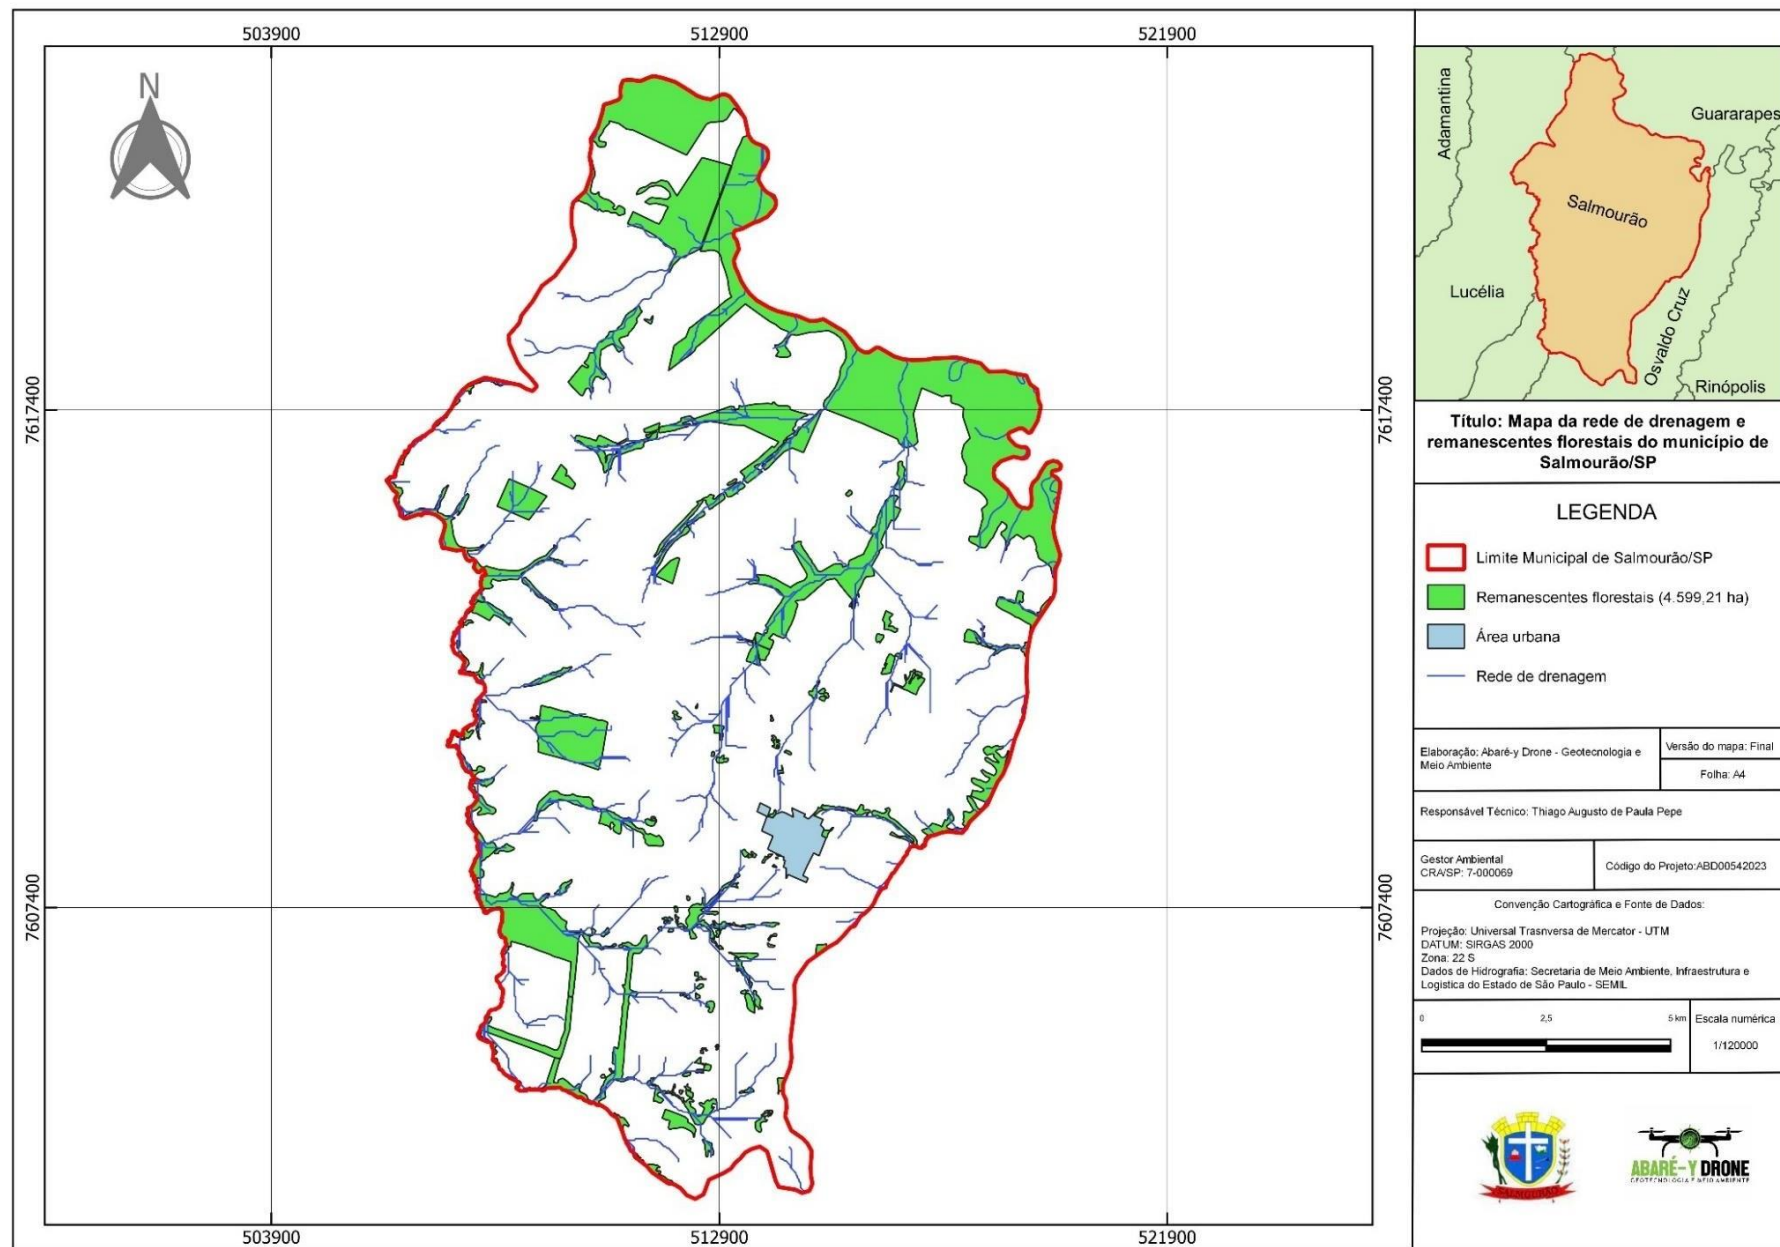 503900
512900
521900
N
7617400
7617400
7607400
7607400
503900
512900
521900
Adamantina
Guararapes
Salmourão
Lucélia
Osvaldo Cruz
Rinópolis
Título: Mapa da rede de drenagem e
remanescentes florestais do município de
Salmourão/SP
LEGENDA
Limite Municipal de Salmourão/SP
Remanescentes florestais (4.599,21 ha)
Área urbana
Rede de drenagem
Elaboração: Abaré-y Drone - Geotecnologia e
Meio Ambiente
Versão do mapa: Final
Folha: A4
Responsável Técnico: Thiago Augusto de Paula Pepe
Gestor Ambiental
CRA/SP: 7-000069
Código do Projeto:ABD00542023
Convenção Cartográfica e Fonte de Dados:
Projeção: Universal Trasnversa de Mercator - UTM
DATUM: SIRGAS 2000
Zona: 22 S
Dados de Hidrografia: Secretaria de Meio Ambiente, Infraestrutura e
Logística do Estado de São Paulo - SEMIL
0 2,5 5 km
Escala numérica
1/120000
SALMOURÃO
ABARÉ-Y DRONE
GEOTECNOLOGIA E MEIO AMBIENTE